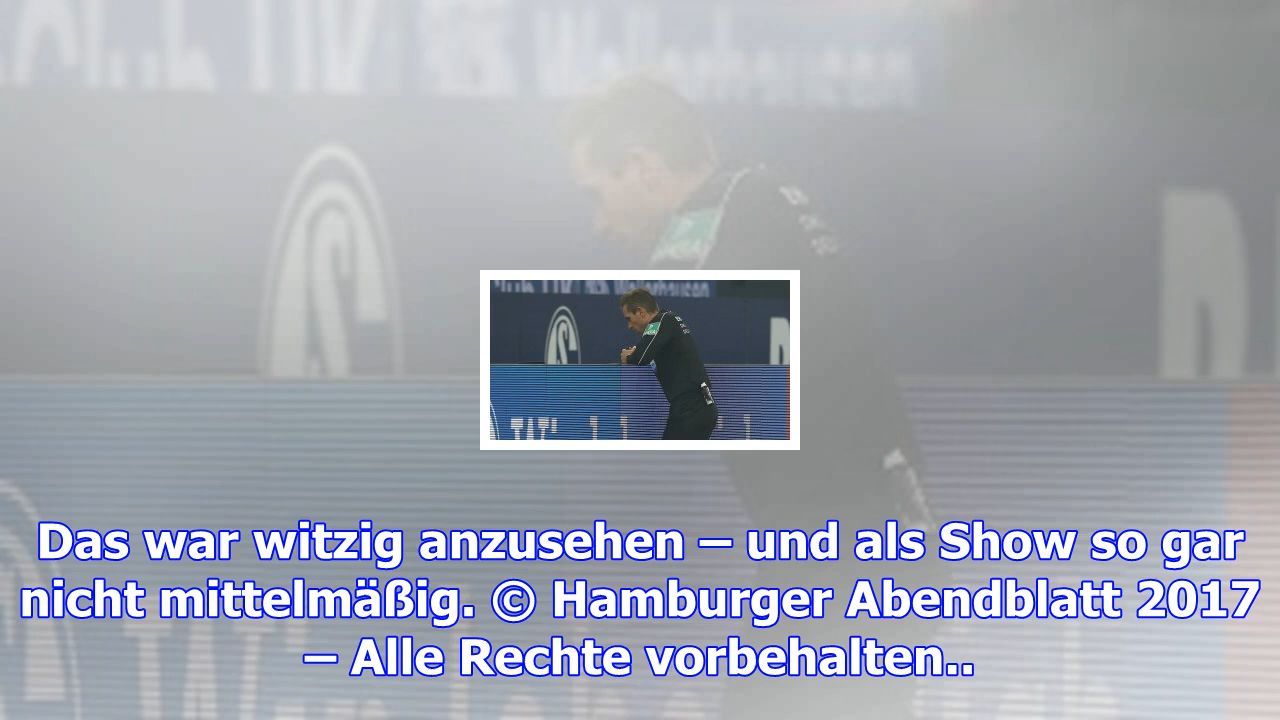 Das war witzig anzusehen – und als Show so gar
nicht mittelmäßig. © Hamburger Abendblatt 2017
– Alle Rechte vorbehalten..